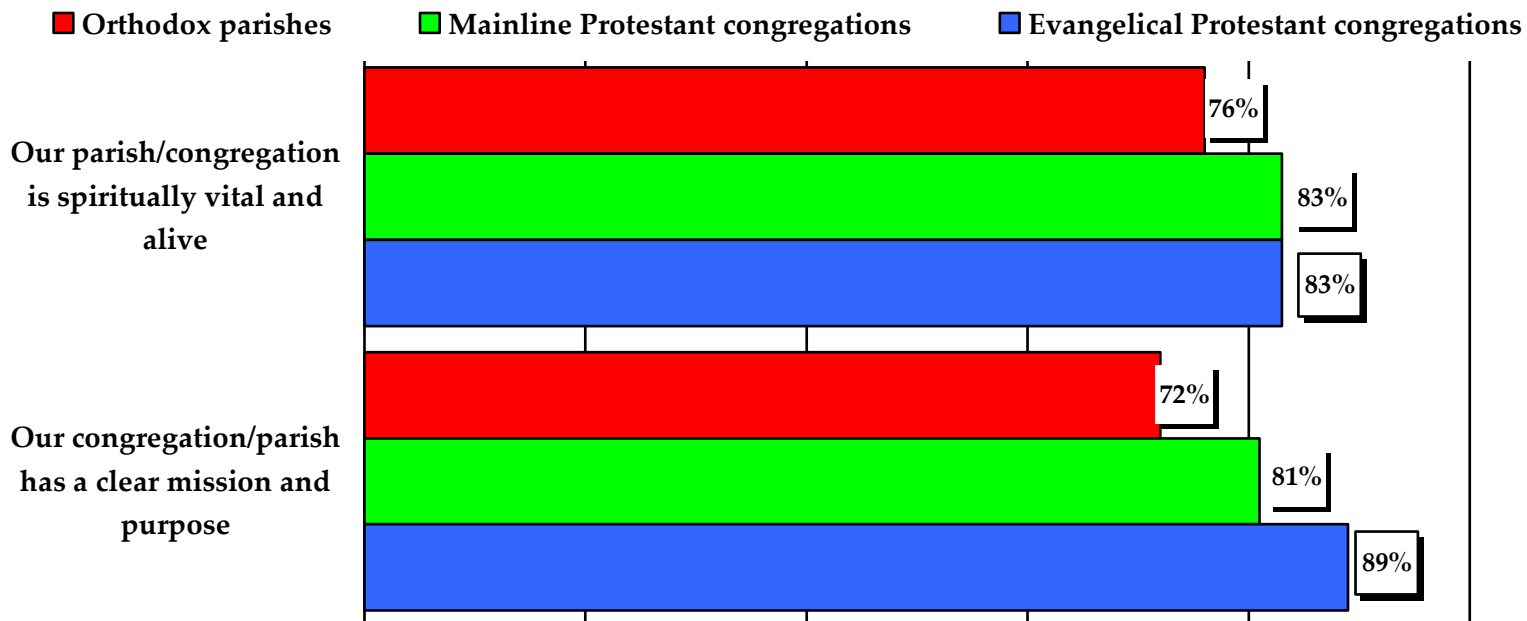 Orthodox parishes Mainline Protestant congregations Evangelical Protestant congregations
Our parish/congregation
is spiritually vital and
alive
76%
83%
83%
Our congregation/parish
has a clear mission and
purpose
72%
81%
89%